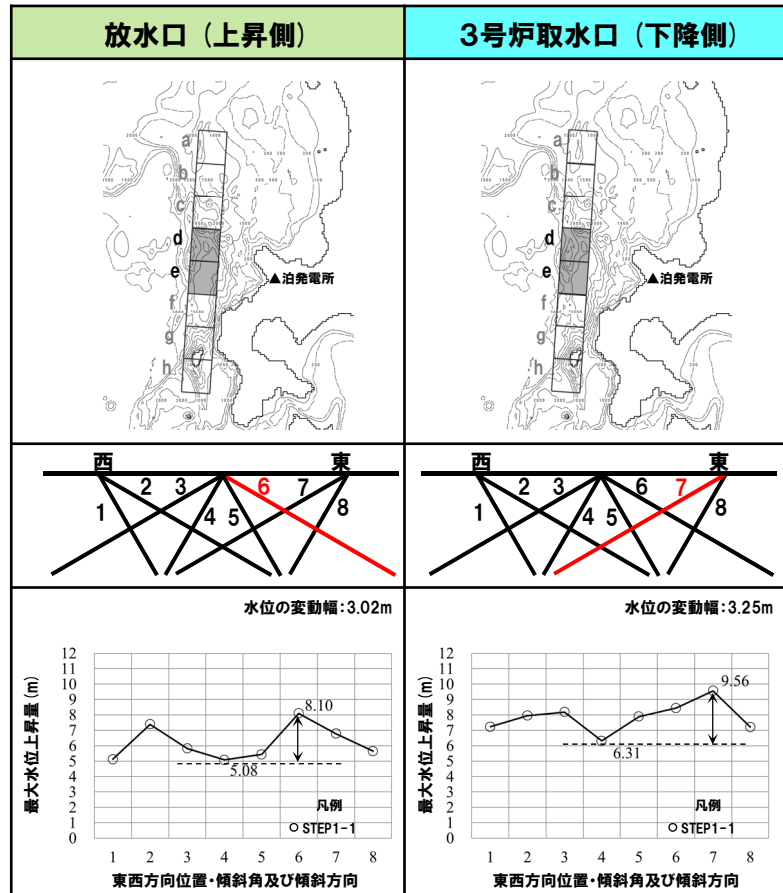 放水口（上昇側）
3号炉取水口（下降側）
a
b
c
d
e
f
g
h
▲泊発電所
a
b
c
d
e
f
g
h
▲泊発電所
西 東
1 2 3 4 5 6 7 8
西 東
1 2 3 4 5 6 7 8
水位の変動幅:3.02m
最大水位上昇量(m)
12
11
10
9
8
7
6
5
4
3
2
1
0
8.10
5.08
凡例
○ STEP1-1
1 2 3 4 5 6 7 8
東西方向位置・傾斜角及び傾斜方向
水位の変動幅:3.25m
最大水位上昇量(m)
12
11
10
9
8
7
6
5
4
3
2
1
0
9.56
6.31
凡例
○ STEP1-1
1 2 3 4 5 6 7 8
東西方向位置・傾斜角及び傾斜方向